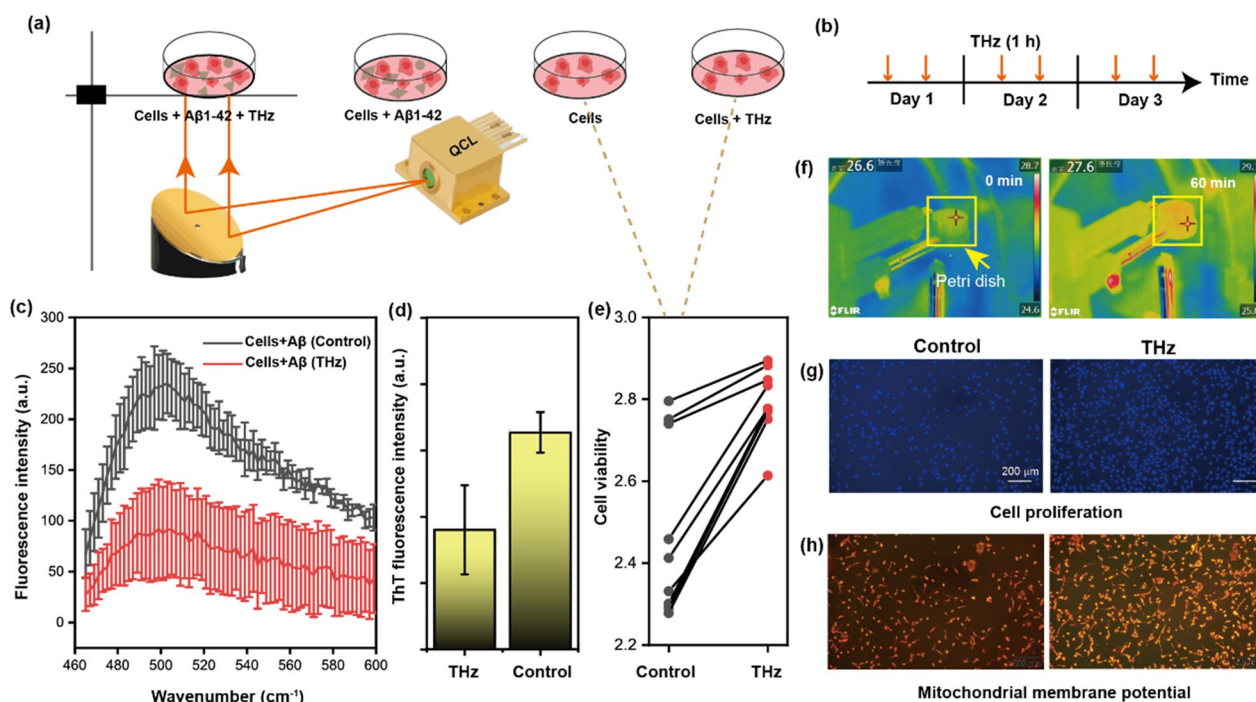 (a)
Cells + Aβ1-42 + THz
Cells + Aβ1-42
Cells
Cells + THz
QCL
(b)
THz (1 h)
Time
Day 1
Day 2
Day 3
(c)
300
250
200
150
100
50
0
Fluorescence intensity (a.u.)
Cells+Aβ (Control)
Cells+Aβ (THz)
460 480 500 520 540 560 580 600
Wavenumber (cm⁻¹)
(d)
ThT fluorescence intensity (a.u.)
THz
Control
(e)
3.0
2.8
2.6
2.4
2.2
Cell viability
Control
THz
(f)
26.6
28.7
0 min
Petri dish
24.6
FLIR
27.6
60 min
FLIR
Control
THz
(g)
200 μm
Cell proliferation
(h)
Mitochondrial membrane potential